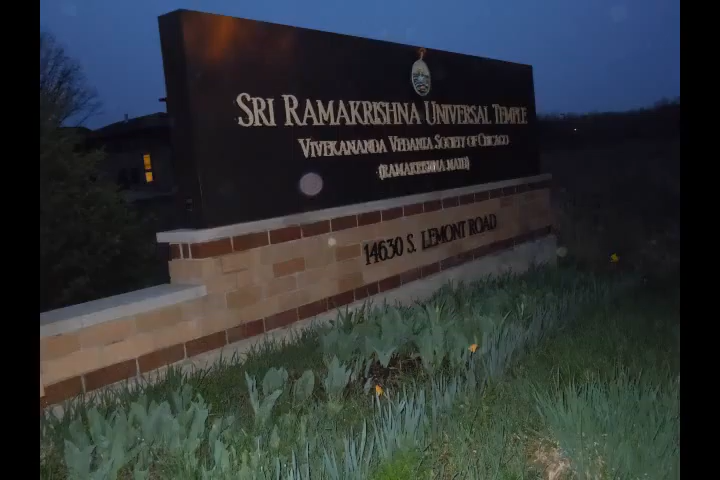 SRI RAMAKRISHNA UNIVERSAL TEMPLE
VIVEKANANDA VEDANTA SOCIETY OF CHICAGO
(RAMAKRISHNA MATH)
14630 S. LEMONT ROAD